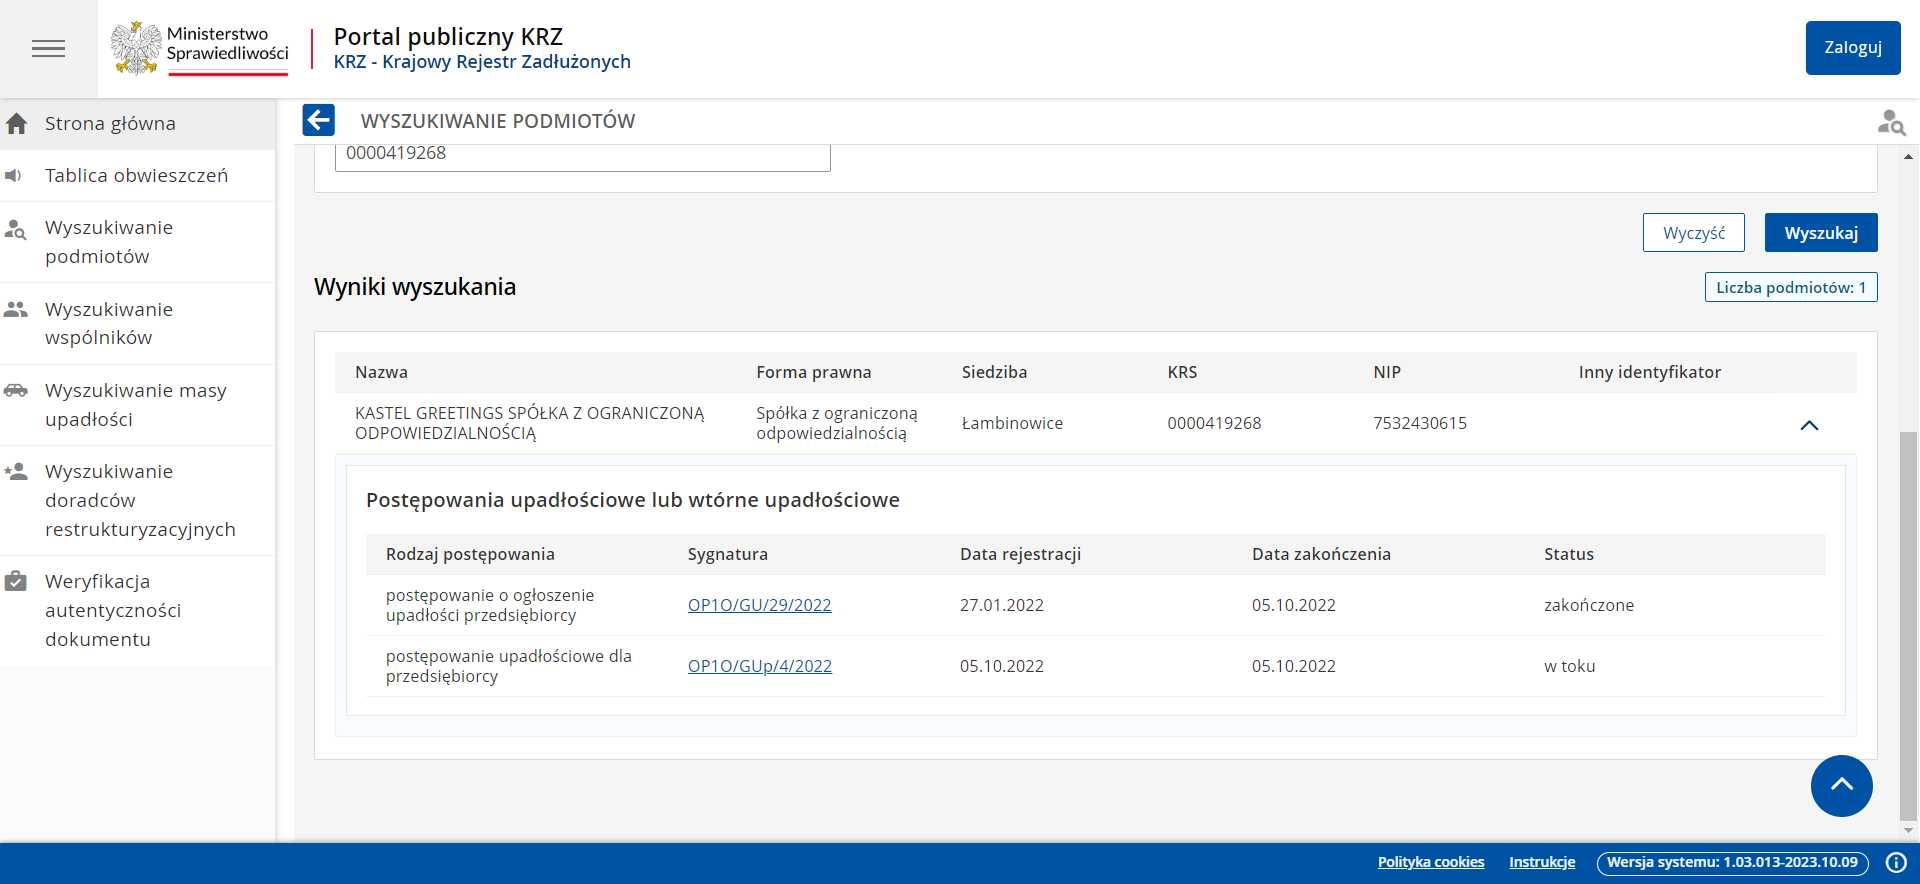 Ministerstwo
Sprawiedliwości
Portal publiczny KRZ
KRZ - Krajowy Rejestr Zadłużonych
Zaloguj
Strona główna
Tablica obwieszczeń
Wyszukiwanie
podmiotów
Wyszukiwanie
wspólników
Wyszukiwanie masy
upadłości
Wyszukiwanie
doradców
restrukturyzacyjnych
Weryfikacja
autentyczności
dokumentu
WYSZUKIWANIE PODMIOTÓW
0000419268
Wyczyść
Wyszukaj
Wyniki wyszukania
Liczba podmiotów: 1
Nazwa Forma prawna Siedziba KRS NIP Inny identyfikator
KASTEL GREETINGS SPÓŁKA Z OGRANICZONĄ
ODPOWIEDZIALNOŚCIĄ
Spółka z ograniczoną
odpowiedzialnością
Łambinowice
0000419268
7532430615
Postępowania upadłościowe lub wtórne upadłościowe
Rodzaj postępowania Sygnatura Data rejestracji Data zakończenia Status
postępowanie o ogłoszenie
upadłości przedsiębiorcy
OP1O/GU/29/2022
27.01.2022
05.10.2022
zakończone
postępowanie upadłościowe dla
przedsiębiorcy
OP1O/GUp/4/2022
05.10.2022
05.10.2022
w toku
Polityka cookies
Instrukcje
Wersja systemu: 1.03.013-2023.10.09